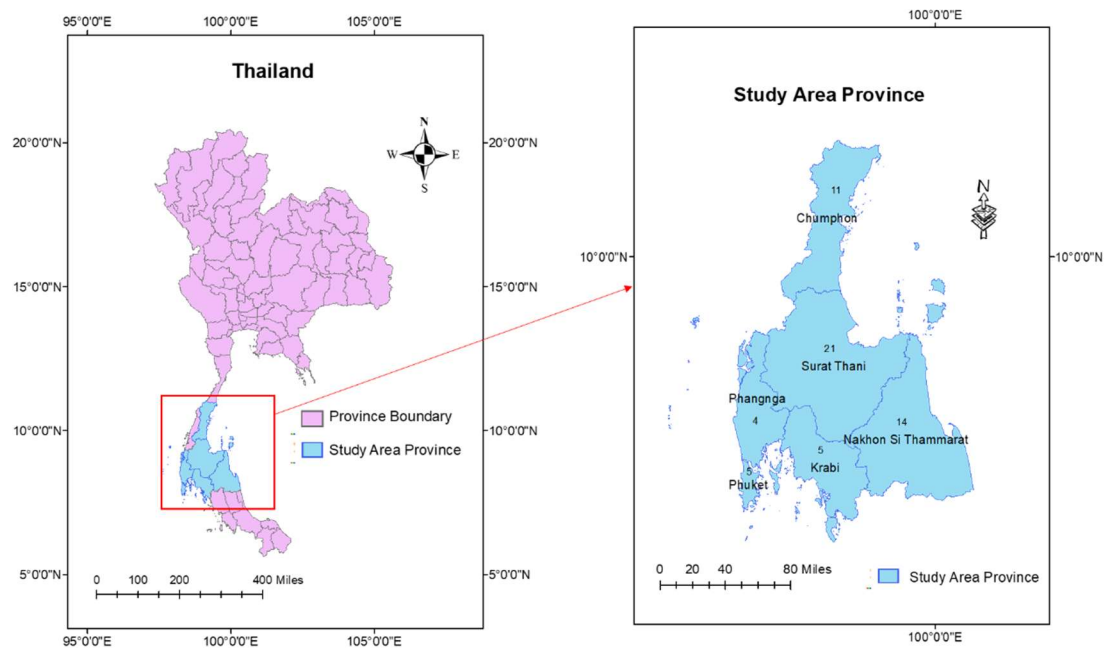 95°0'0"E 100°0'0"E 105°0'0"E
Thailand
20°0'0"N 20°0'0"N
N
W E
S
15°0'0"N 15°0'0"N
Province Boundary
10°0'0"N 10°0'0"N
Study Area Province
5°0'0"N 5°0'0"N
0 100 200 400 Miles
95°0'0"E 100°0'0"E 105°0'0"E
100°0'0"E
Study Area Province
N
11
Chumphon
10°0'0"N 10°0'0"N
21
Surat Thani
Phangnga
4
14
Nakhon Si Thammarat
5
Krabi
5
Phuket
0 20 40 60 80 Miles
Study Area Province
100°0'0"E